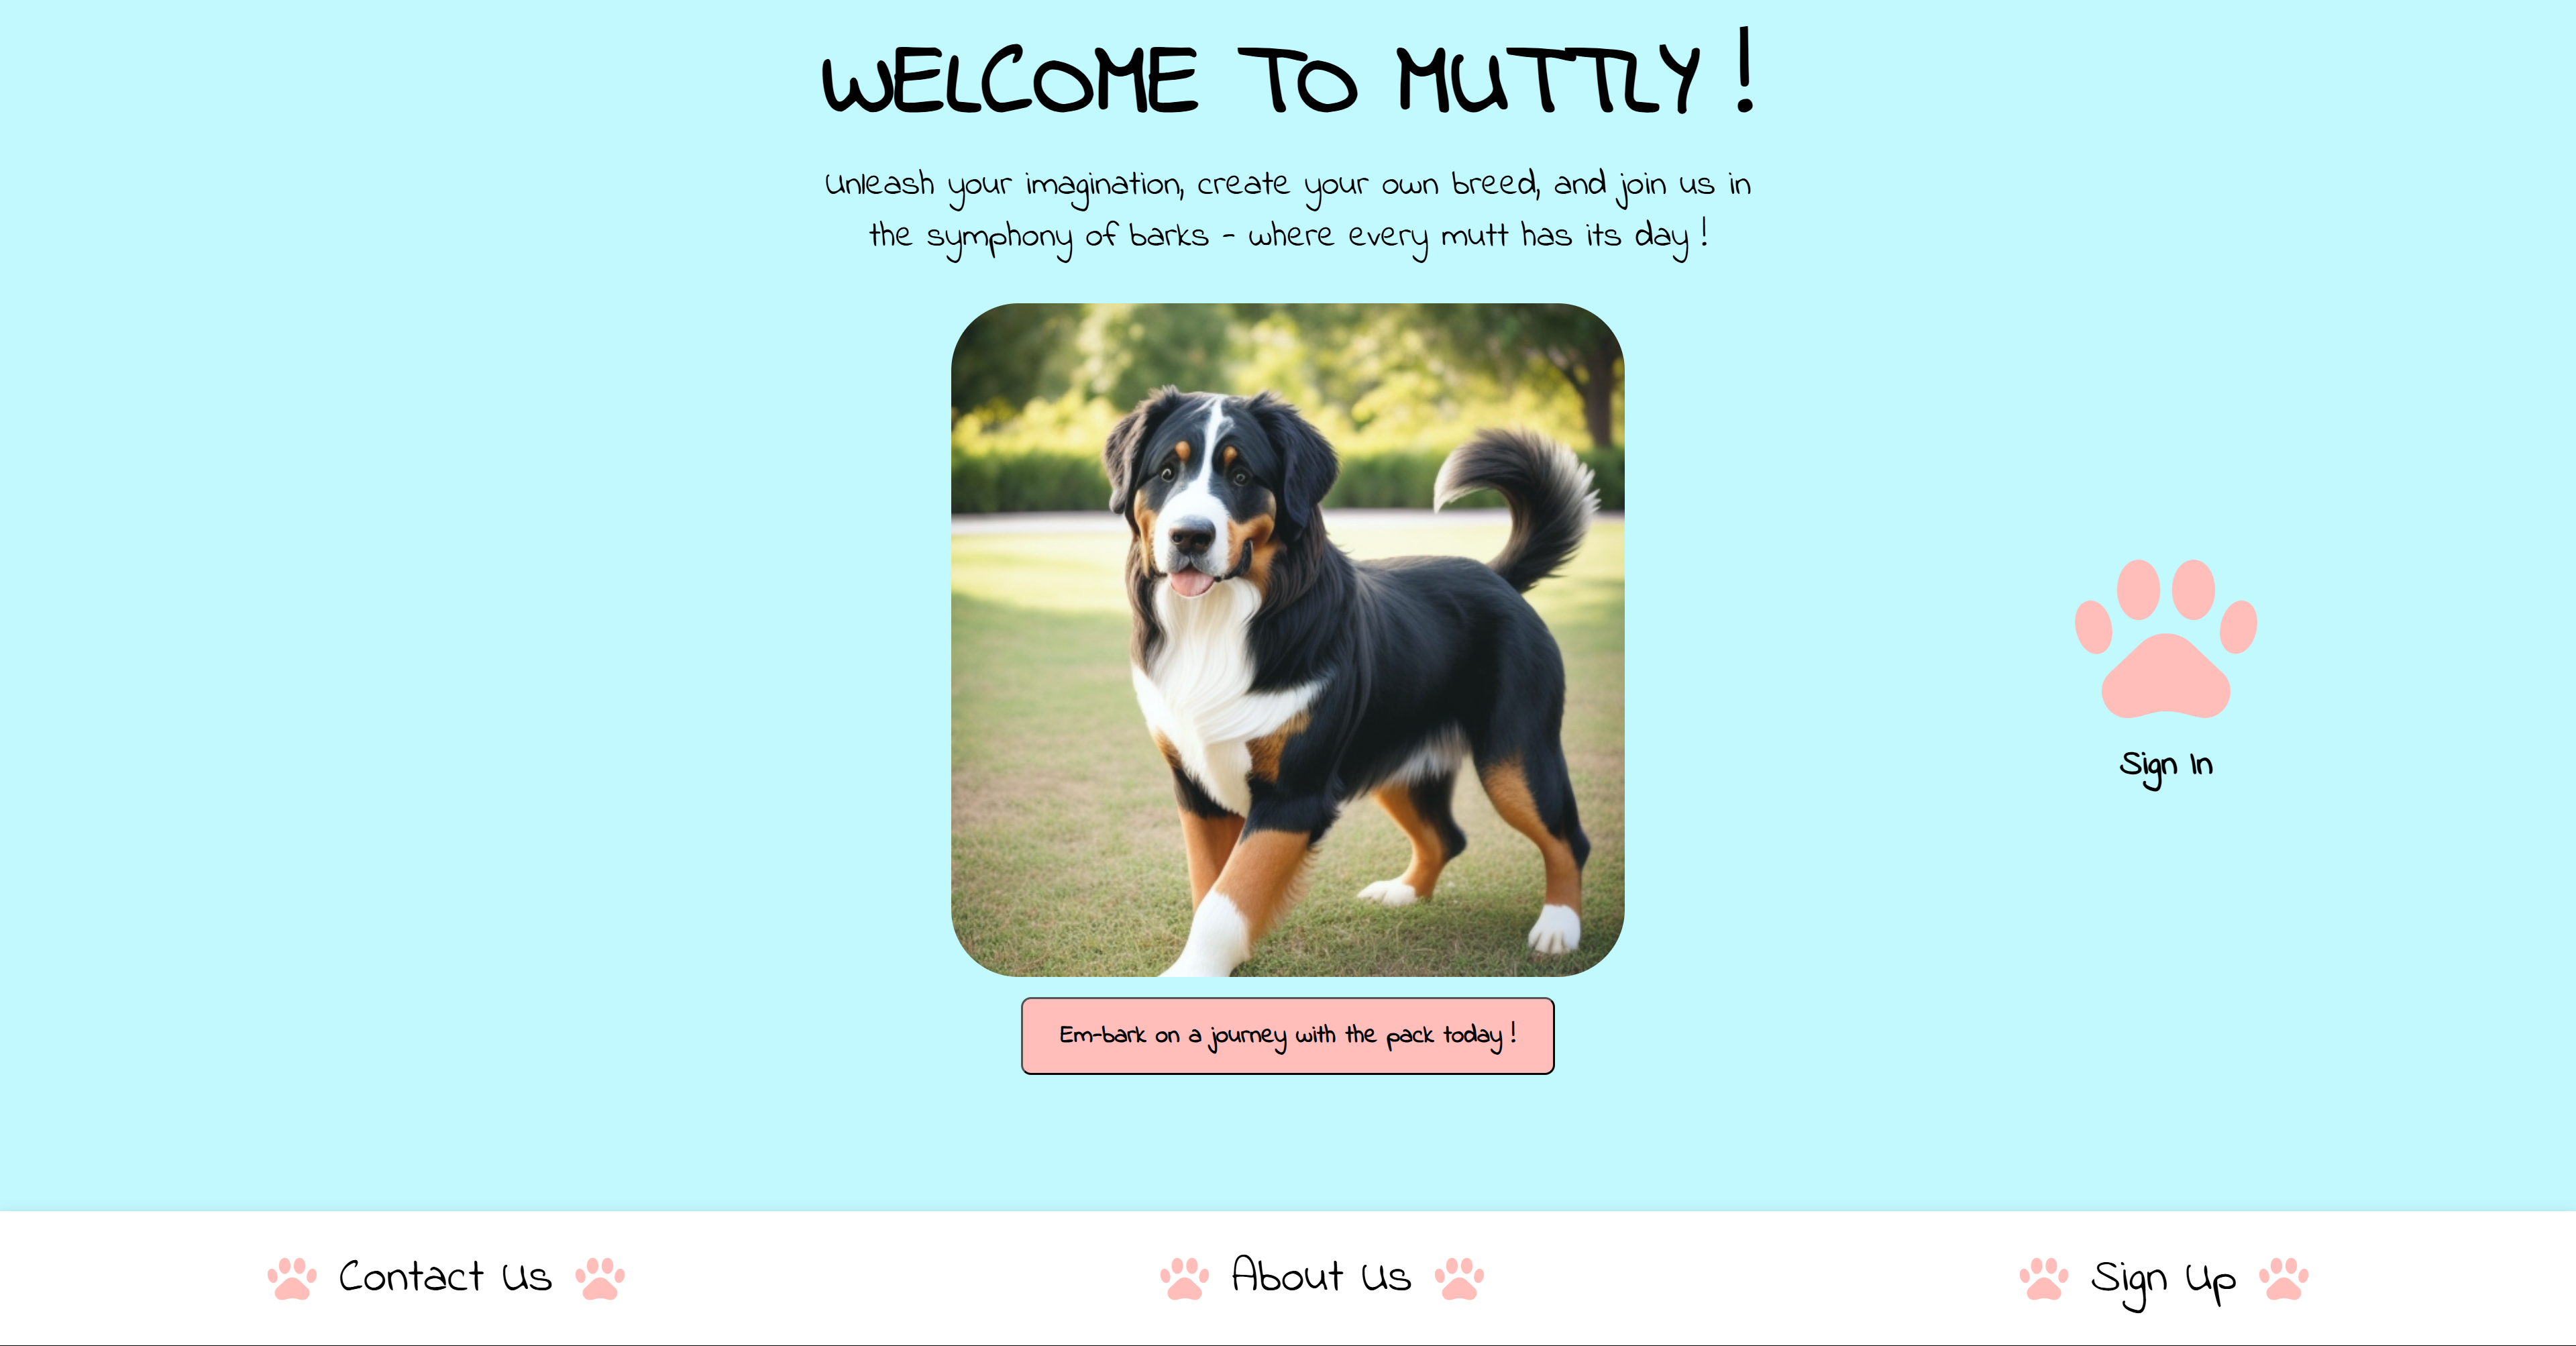 WELCOME TO MUTTLY !
Unleash your imagination, create your own breed, and join us in
the symphony of barks - where every mutt has its day !
Sign In
Em-bark on a journey with the pack today !
Contact Us
About Us
Sign Up